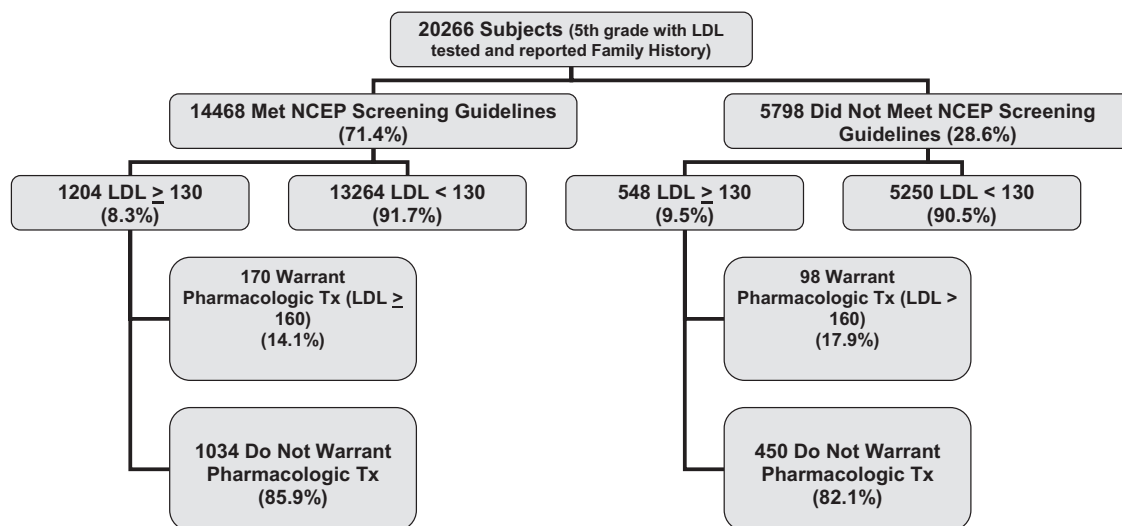 20266 Subjects (5th grade with LDL
tested and reported Family History)
14468 Met NCEP Screening Guidelines
(71.4%)
5798 Did Not Meet NCEP Screening
Guidelines (28.6%)
1204 LDL ≥ 130
(8.3%)
13264 LDL < 130
(91.7%)
548 LDL ≥ 130
(9.5%)
5250 LDL < 130
(90.5%)
170 Warrant
Pharmacologic Tx (LDL ≥
160)
(14.1%)
98 Warrant
Pharmacologic Tx (LDL >
160)
(17.9%)
1034 Do Not Warrant
Pharmacologic Tx
(85.9%)
450 Do Not Warrant
Pharmacologic Tx
(82.1%)